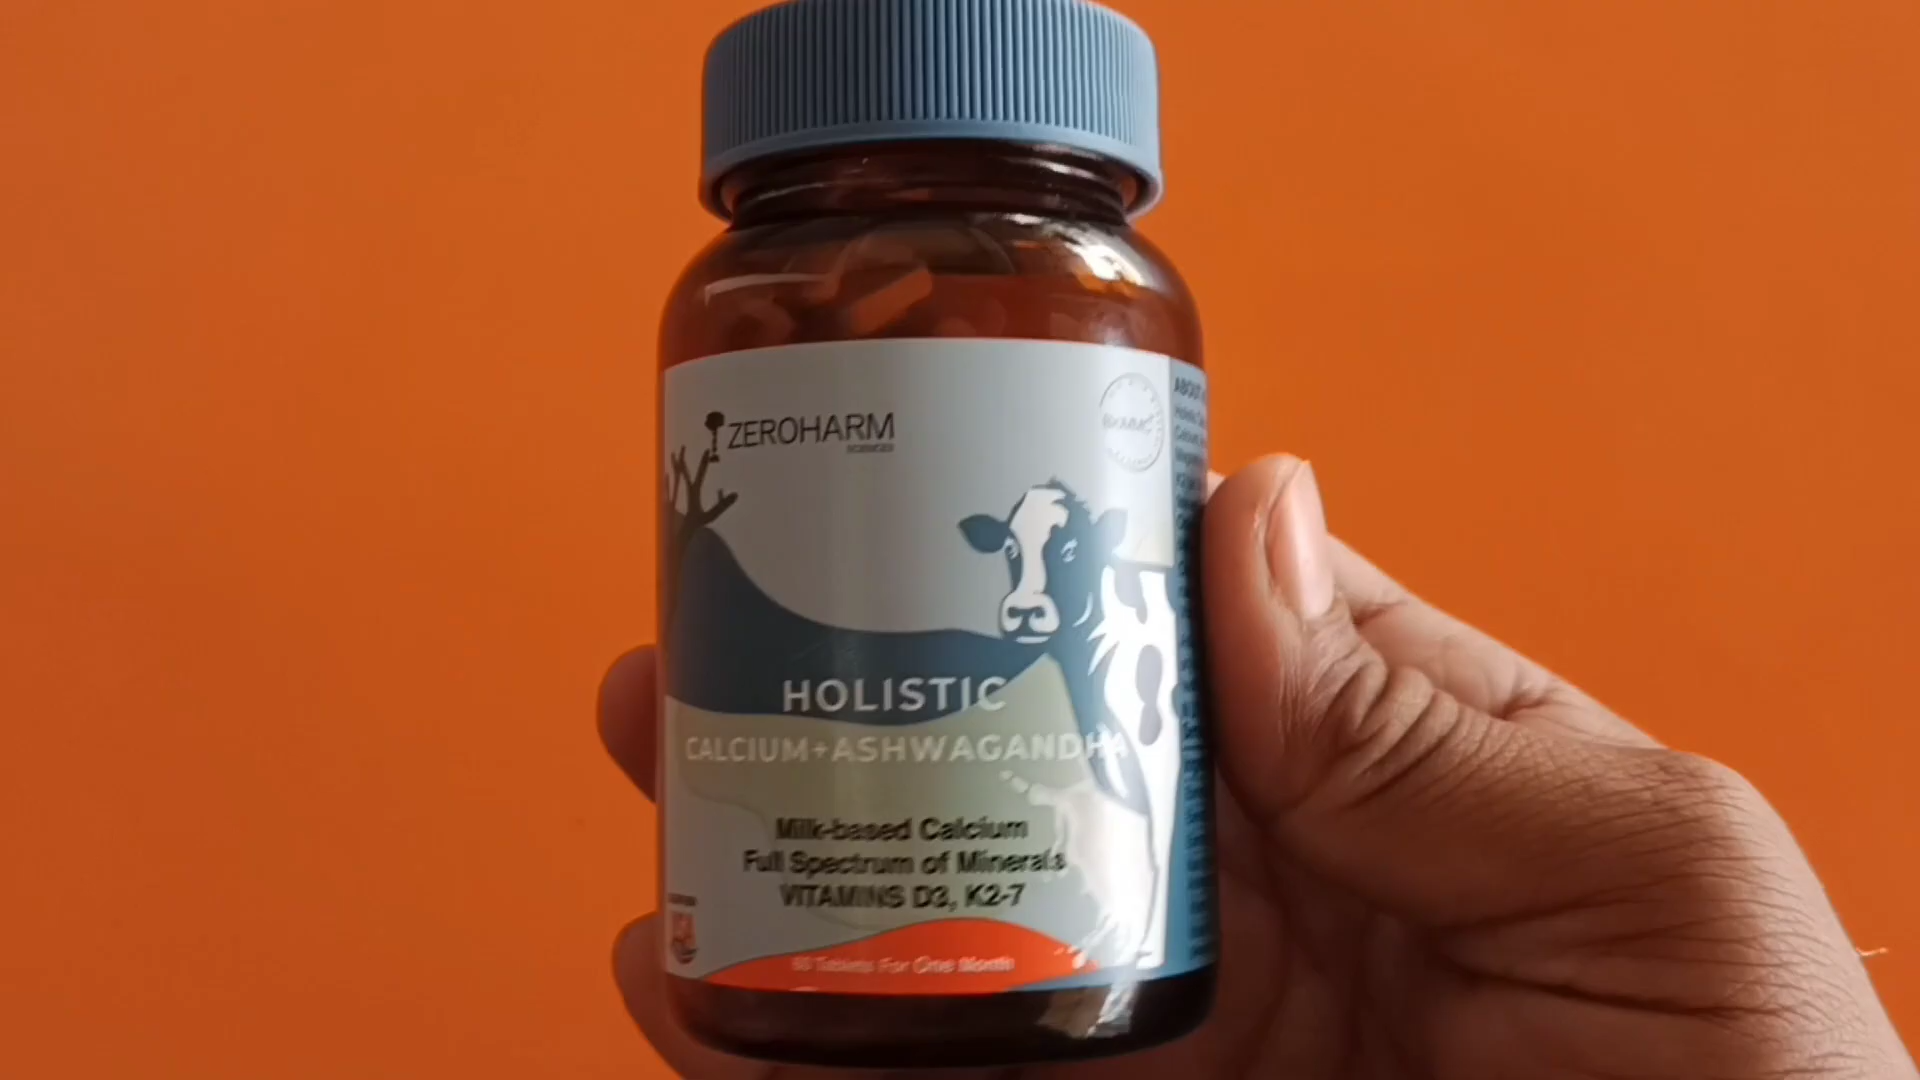 ZEROHARM
SCIENCES
HOLISTIC
CALCIUM+ASHWAGANDHA
Milk-based Calcium
Full Spectrum of Minerals
VITAMINS D3, K2-7
60 Tablets For One Month
ABOUT